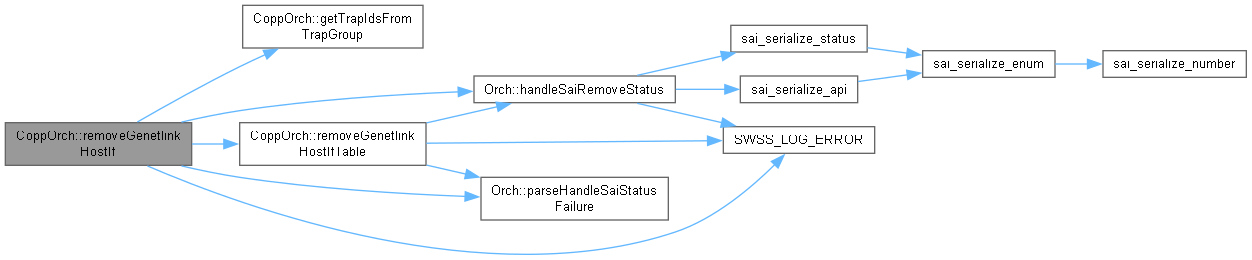 CoppOrch::removeGenetlink
HostIf
CoppOrch::getTrapIdsFrom
TrapGroup
CoppOrch::removeGenetlink
HostIfTable
Orch::handleSaiRemoveStatus
Orch::parseHandleSaiStatus
Failure
sai_serialize_status
sai_serialize_api
SWSS_LOG_ERROR
sai_serialize_enum
sai_serialize_number